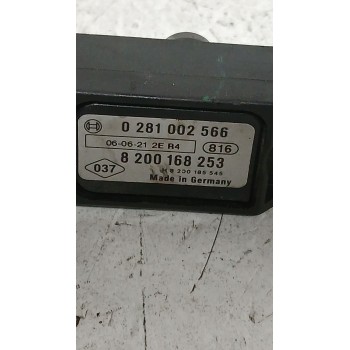 0 281 002 566
06-06-21 2E R4 816
8 200 168 253
037
Made in Germany